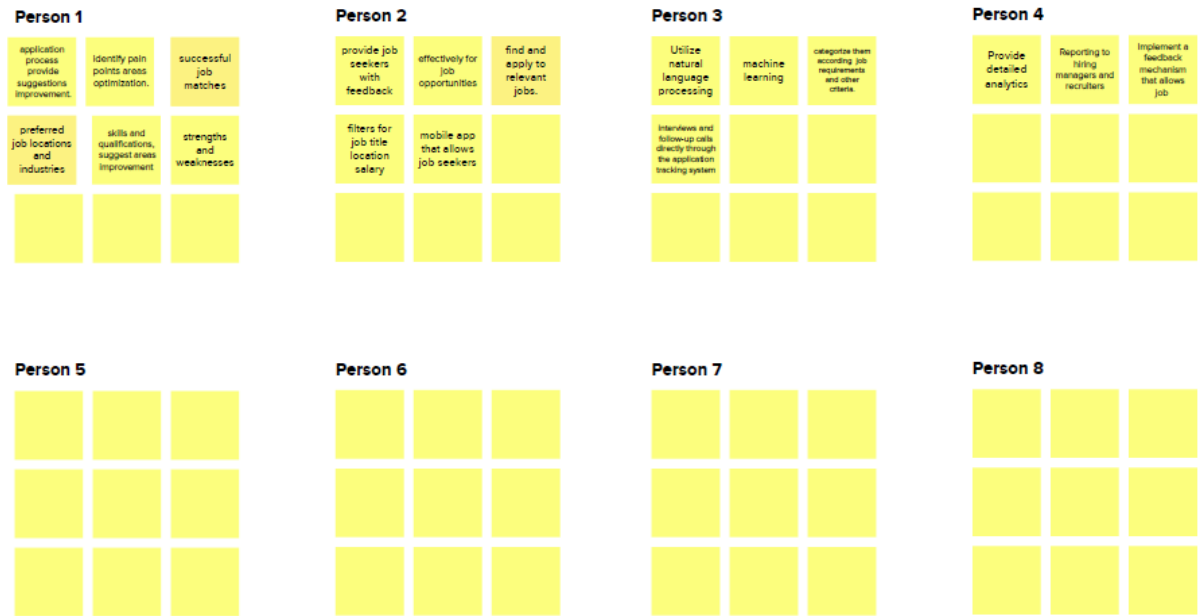 Person 1
application
process
provide
suggestions
improvement.
Identify pain
points areas
optimization.
successful
job
matches
preferred
job locations
and
industries
skills and
qualifications,
suggest areas
improvement
strengths
and
weaknesses
Person 2
provide job
seekers
with
feedback
effectively for
job
opportunities
find and
apply to
relevant
jobs.
filters for
job title
location
salary
mobile app
that allows
job seekers
Person 3
Utilize
natural
language
processing
machine
learning
categorize them
according job
requirements
and other
criteria.
Interviews and
follow-up calls
directly through
the application
tracking system
Person 4
Provide
detailed
analytics
Reporting to
hiring
managers and
recruiters
Implement a
feedback
mechanism
that allows
job
Person 5
Person 6
Person 7
Person 8